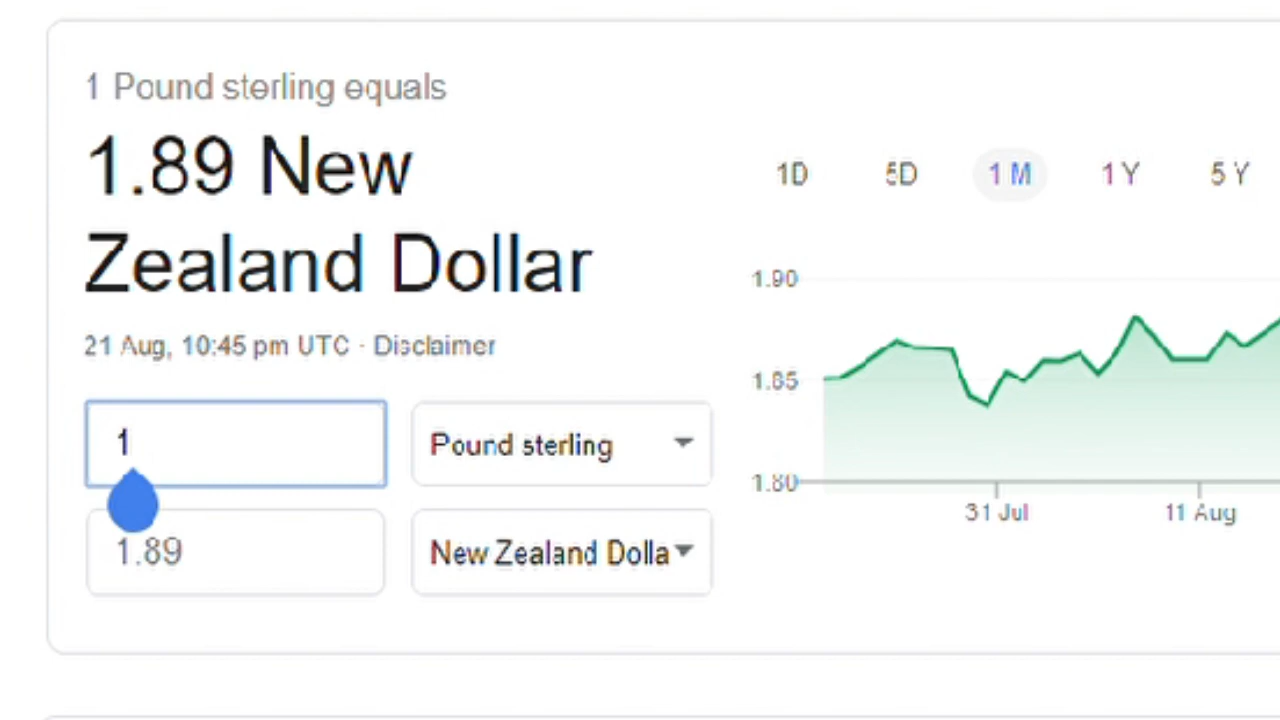 1 Pound sterling equals
1.89 New
Zealand Dollar
21 Aug, 10:45 pm UTC · Disclaimer
1
Pound sterling
1.89
New Zealand Dolla
1D 5D 1 M 1 Y 5 Y
1.90
1.85
1.80
31 Jul 11 Aug